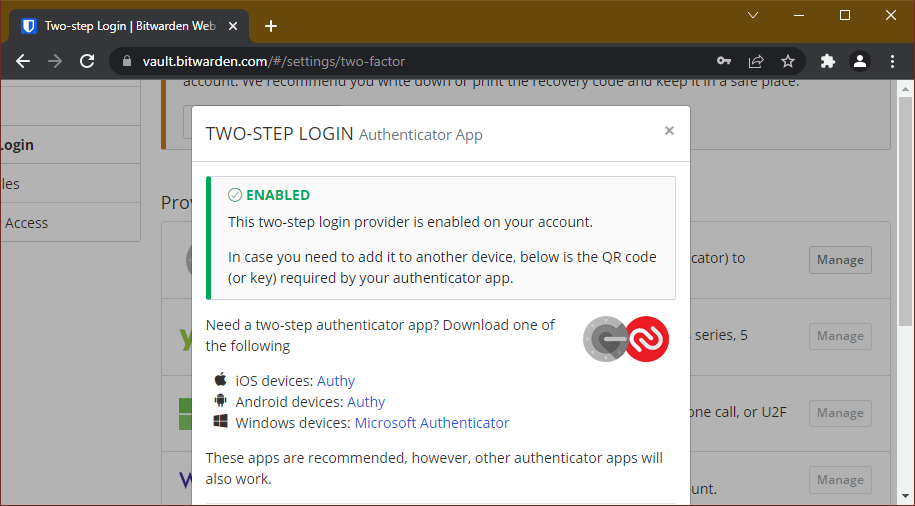 Two-step Login | Bitwarden Web
vault.bitwarden.com/#/settings/two-factor
account. We recommend you write down or print the recovery code and keep it in a safe place.
Login
Access
TWO-STEP LOGIN Authenticator App
×
ENABLED
This two-step login provider is enabled on your account.
In case you need to add it to another device, below is the QR code
(or key) required by your authenticator app.
Need a two-step authenticator app? Download one of
the following
iOS devices: Authy
Android devices: Authy
Windows devices: Microsoft Authenticator
These apps are recommended, however, other authenticator apps will
also work.
to
Manage
series, 5
Manage
call, or U2F
Manage
Manage